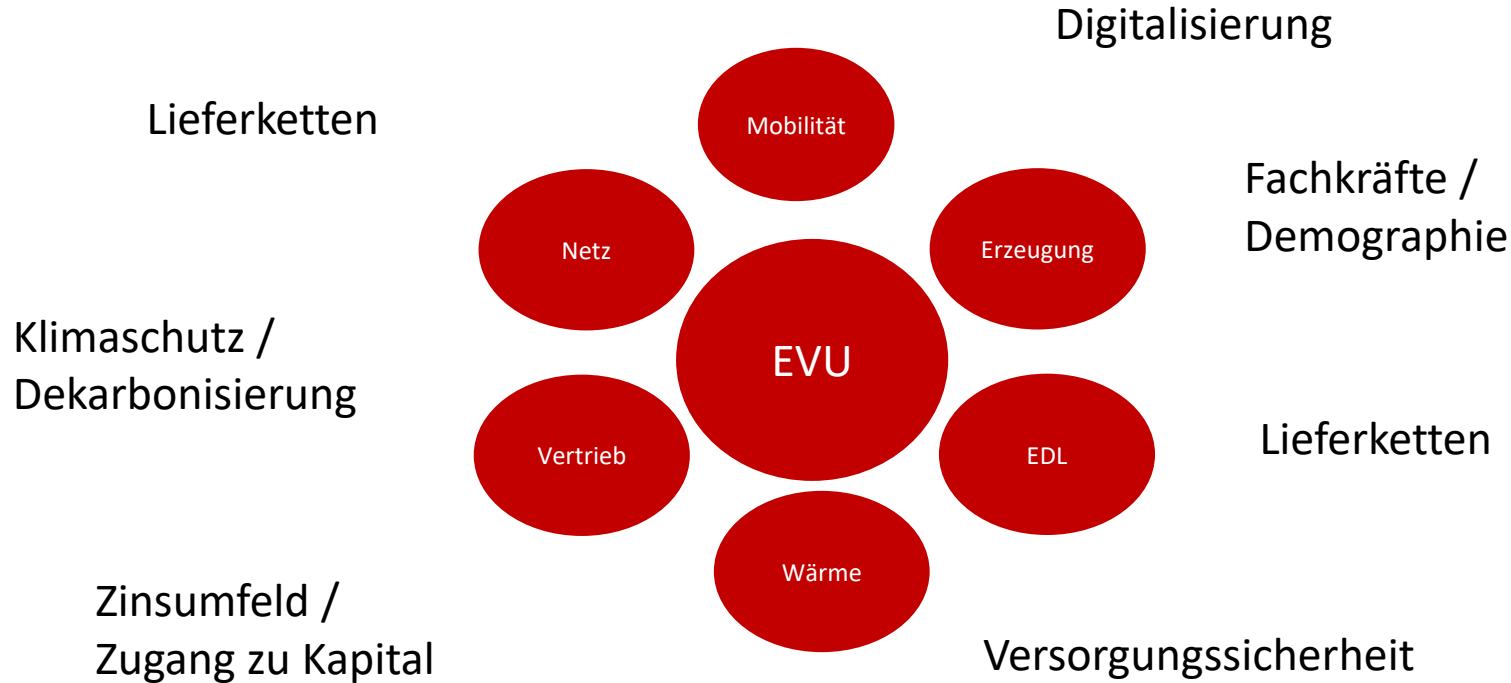 Digitalisierung
Lieferketten
Mobilität
Fachkräfte /
Demographie
Netz
Erzeugung
Klimaschutz /
Dekarbonisierung
EVU
Vertrieb
EDL
Lieferketten
Wärme
Zinsumfeld /
Zugang zu Kapital
Versorgungssicherheit